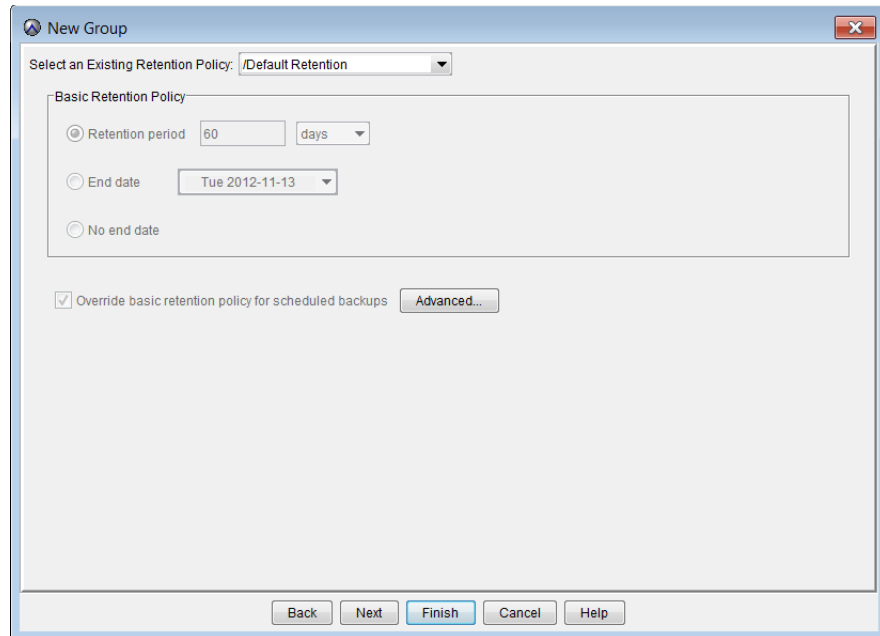 New Group
Select an Existing Retention Policy: /Default Retention
Basic Retention Policy
Retention period 60 days
End date Tue 2012-11-13
No end date
Override basic retention policy for scheduled backups Advanced...
Back Next Finish Cancel Help